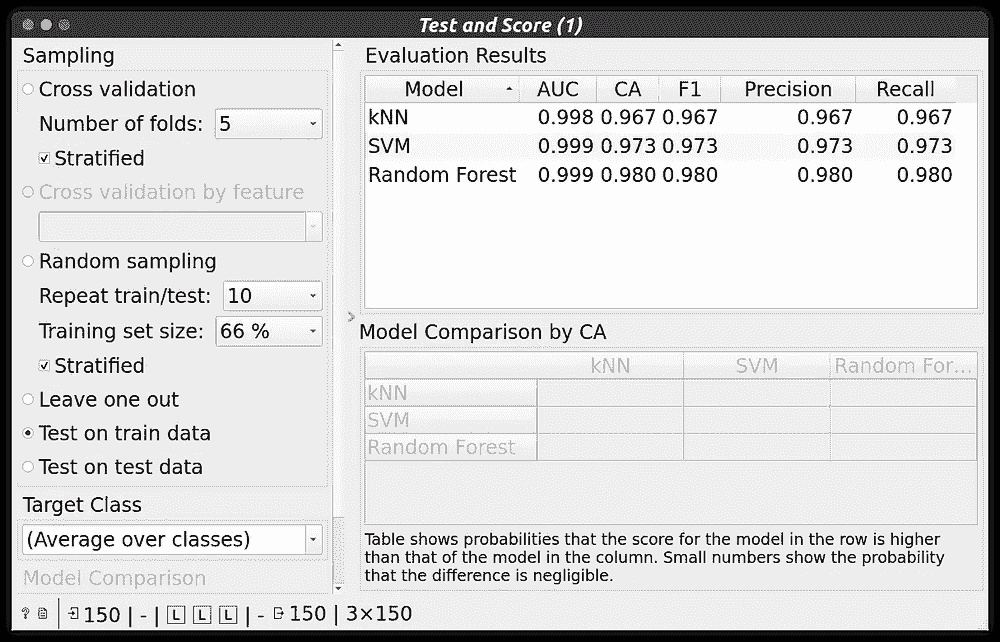 Test and Score (1)
Sampling
Cross validation
Number of folds: 5
Stratified
Cross validation by feature
Random sampling
Repeat train/test: 10
Training set size: 66 %
Stratified
Leave one out
Test on train data
Test on test data
Target Class
(Average over classes)
Model Comparison
Evaluation Results
Model AUC CA F1 Precision Recall
kNN 0.998 0.967 0.967 0.967 0.967
SVM 0.999 0.973 0.973 0.973 0.973
Random Forest 0.999 0.980 0.980 0.980 0.980
Model Comparison by CA
kNN SVM Random For...
kNN
SVM
Random Forest
Table shows probabilities that the score for the model in the row is higher
than that of the model in the column. Small numbers show the probability
that the difference is negligible.
? 150 | - | L L L | - 150 | 3×150